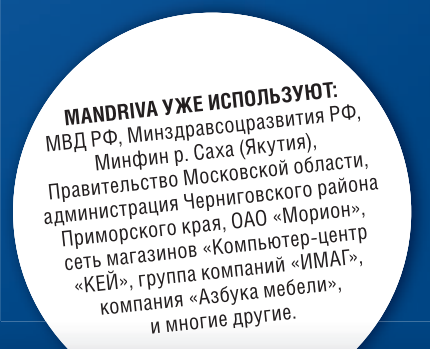 MANDRIVA УЖЕ ИСПОЛЬЗУЮТ:
МВД РФ, Минздравсоцразвития РФ,
Минфин р. Саха (Якутия),
Правительство Московской области,
администрация Черниговского района
Приморского края, ОАО «Морион»,
сеть магазинов «Компьютер-центр
«КЕЙ», группа компаний «ИМАГ»,
компания «Азбука мебели»,
и многие другие.